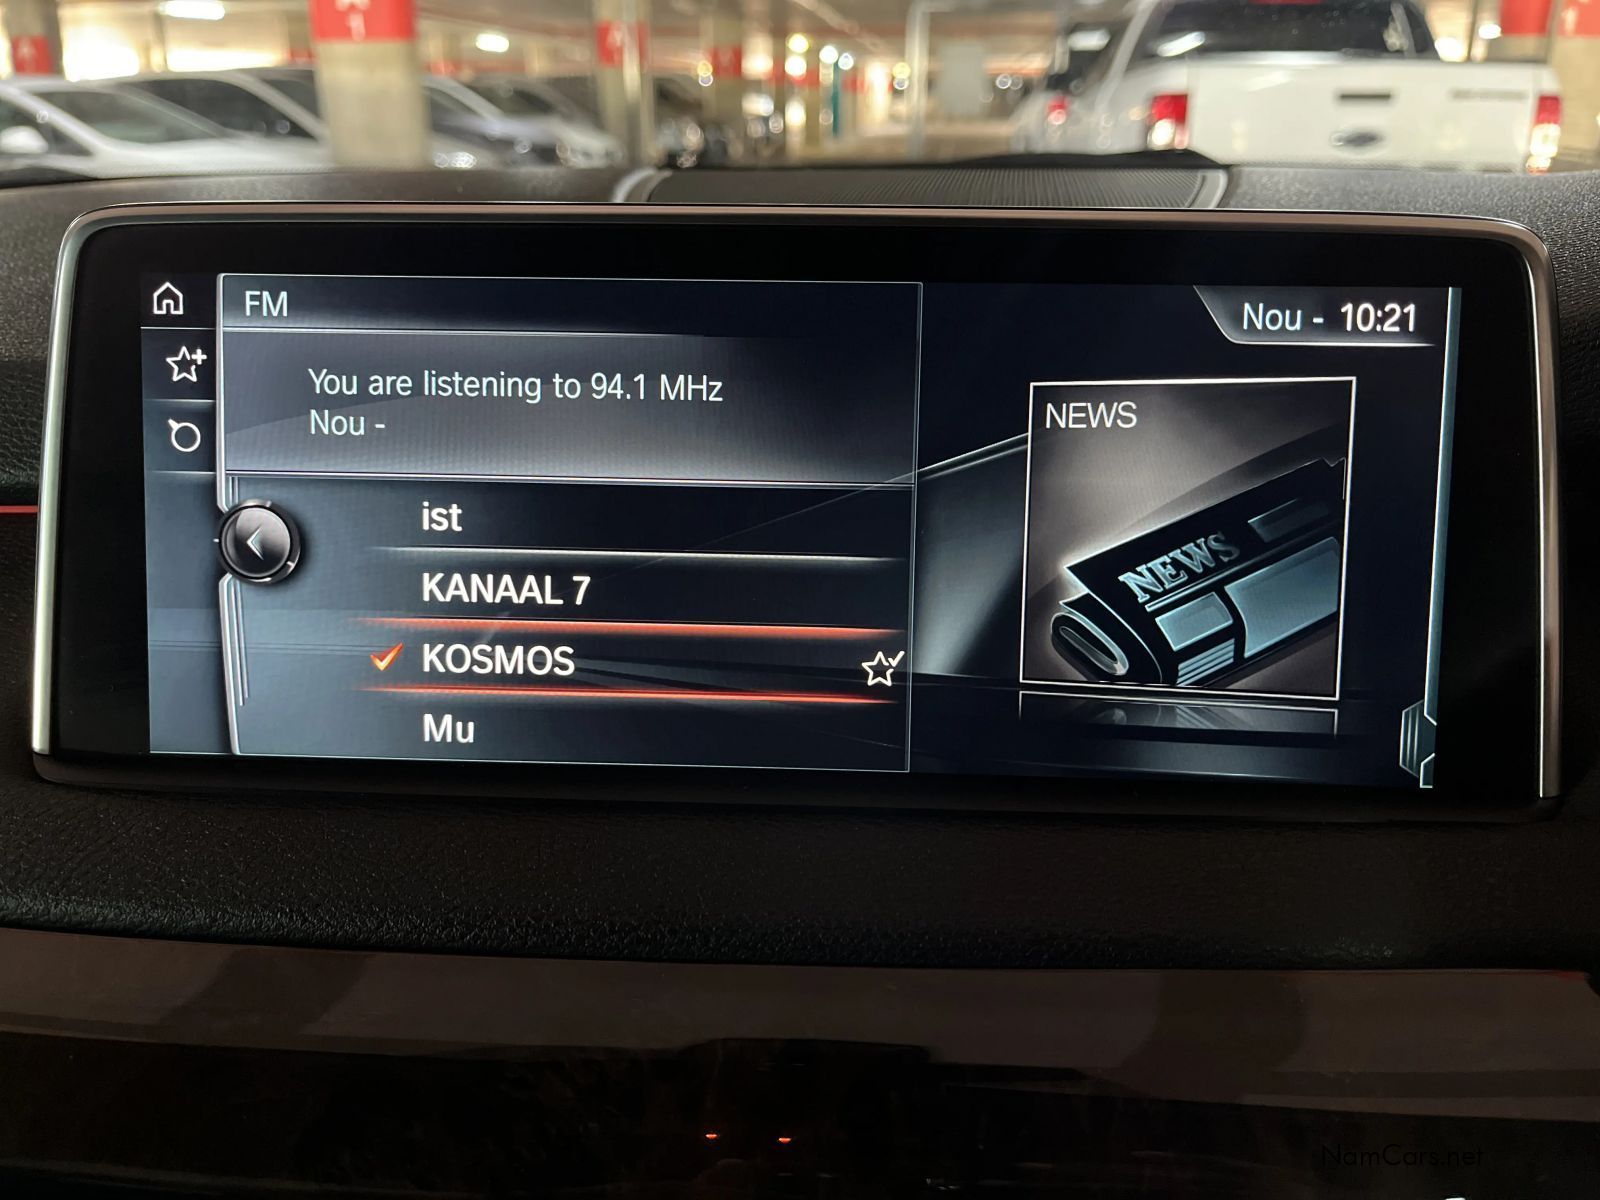 FM
Nou - 10:21
You are listening to 94.1 MHz
Nou -
NEWS
NEWS
ist
KANAAL 7
KOSMOS
Mu
NamCars.net